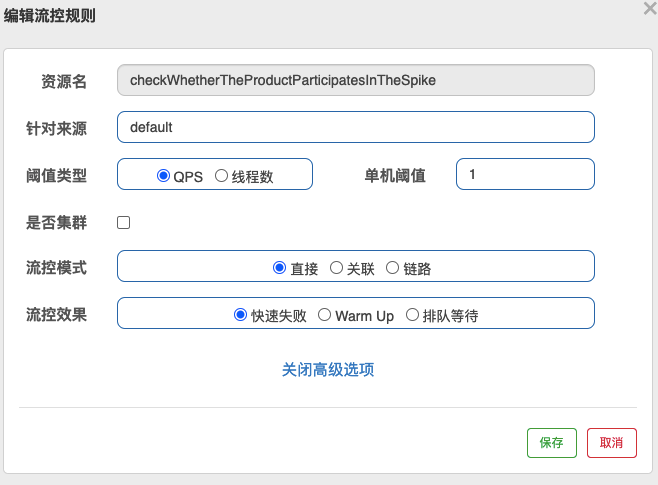 编辑流控规则
资源名 checkWhetherTheProductParticipatesInTheSpike
针对来源 default
阈值类型 QPS 线程数 单机阈值 1
是否集群
流控模式 直接 关联 链路
流控效果 快速失败 Warm Up 排队等待
关闭高级选项
保存 取消